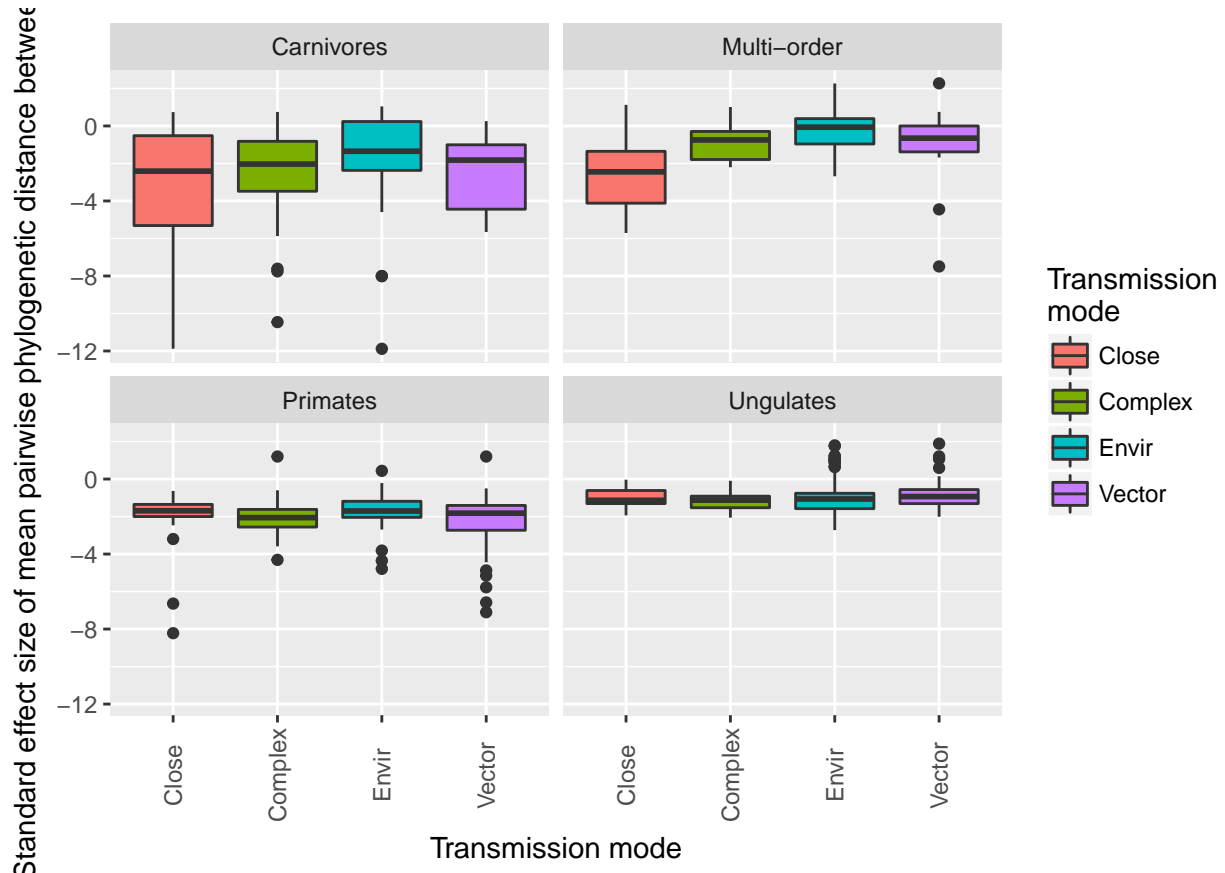 Standard effect size of mean pairwise phylogenetic distance
Carnivores
Multi−order
0
−4
−8
−12
Primates
Ungulates
0
−4
−8
−12
Close
Complex
Envir
Vector
Close
Complex
Envir
Vector
Transmission mode
Transmission
mode
Close
Complex
Envir
Vector